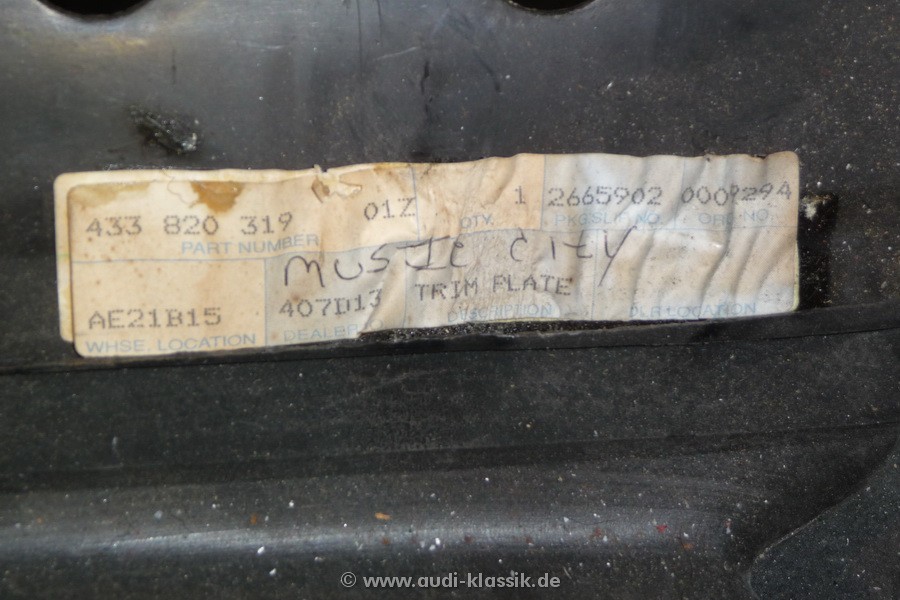 433 820 319 01Z 1 2665902 0009294
PART NUMBER QTY. PKGSLIP NO. ORD. NO.
MUSIC CITY
AE21B15 407D13 TRIM PLATE
WHSE. LOCATION DEALER DESCRIPTION DLR LOCATION
© www.audi-klassik.de